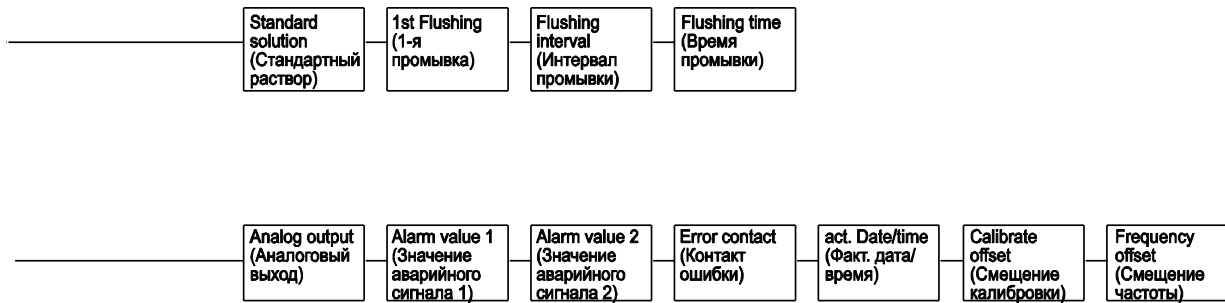 Standard
solution
(Стандартный
раствор)
1st Flushing
(1-я
промывка)
Flushing
interval
(Интервал
промывки)
Flushing time
(Время
промывки)
Analog output
(Аналоговый
выход)
Alarm value 1
(Значение
аварийного
сигнала 1)
Alarm value 2
(Значение
аварийного
сигнала 2)
Error contact
(Контакт
ошибки)
act. Date/time
(Факт. дата/
время)
Calibrate
offset
(Смещение
калибровки)
Frequency
offset
(Смещение
частоты)